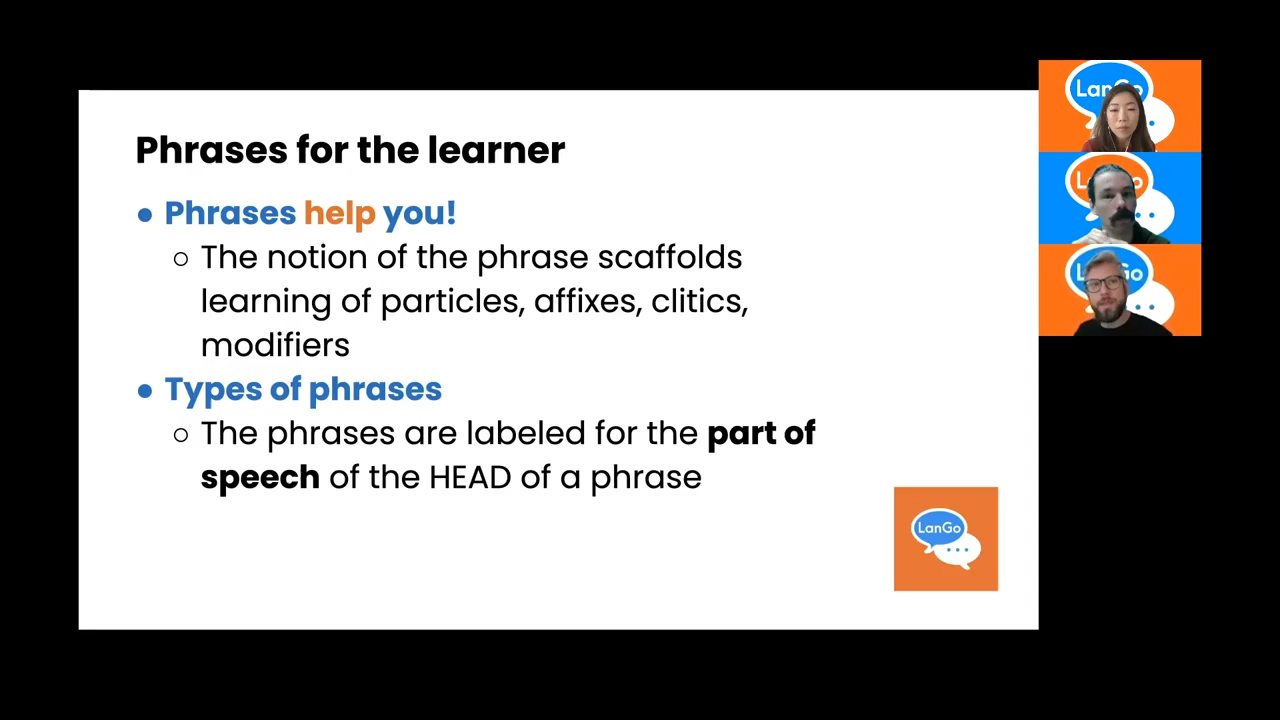 Phrases for the learner
● Phrases help you!
○ The notion of the phrase scaffolds
learning of particles, affixes, clitics,
modifiers
● Types of phrases
○ The phrases are labeled for the part of
speech of the HEAD of a phrase
LanGo